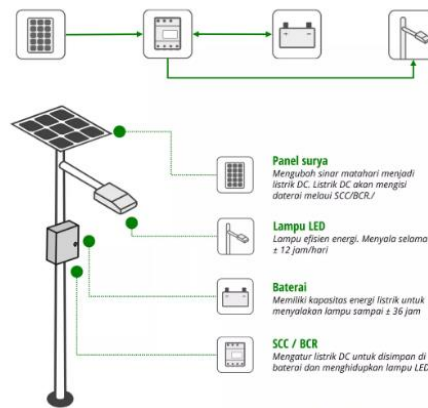 Panel surya
Mengubah sinar matahari menjadi
listrik DC. Listrik DC akan mengisi
daterai melaui SCC/BCR./
Lampu LED
Lampu efisien energi. Menyala selama
± 12 jam/hari
Baterai
Memiliki kapasitas energi listrik untuk
menyalakan lampu sampai ± 36 jam
SCC / BCR
Mengatur listrik DC untuk disimpan di
baterai dan menghidupkan lampu LED